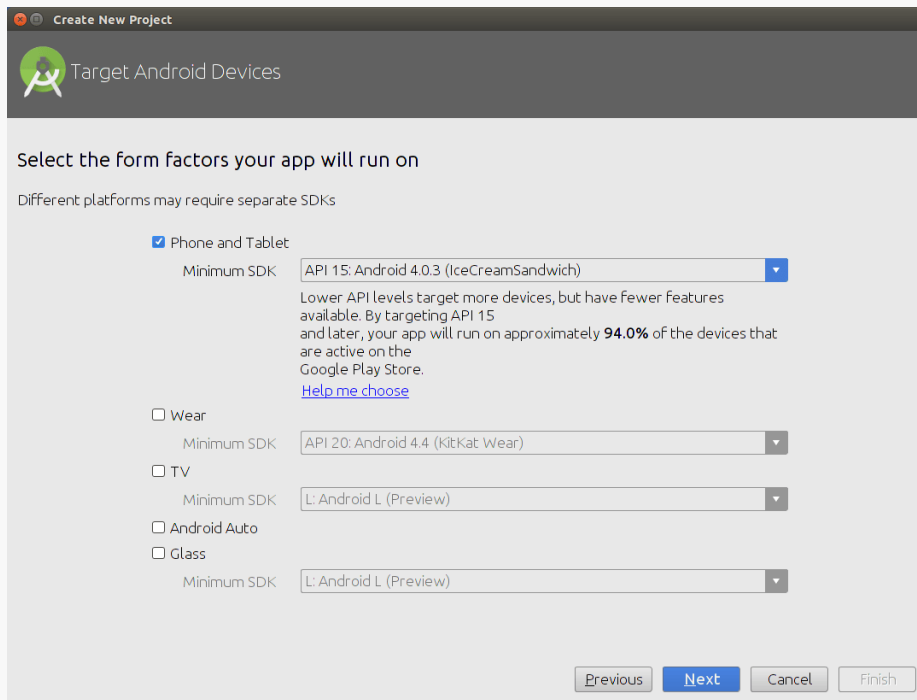 Create New Project
Target Android Devices
Select the form factors your app will run on
Different platforms may require separate SDKs
Phone and Tablet
Minimum SDK API 15: Android 4.0.3 (IceCreamSandwich)
Lower API levels target more devices, but have fewer features
available. By targeting API 15
and later, your app will run on approximately 94.0% of the devices that
are active on the
Google Play Store.
Help me choose
Wear
Minimum SDK API 20: Android 4.4 (KitKat Wear)
TV
Minimum SDK L: Android L (Preview)
Android Auto
Glass
Minimum SDK L: Android L (Preview)
Previous Next Cancel Finish